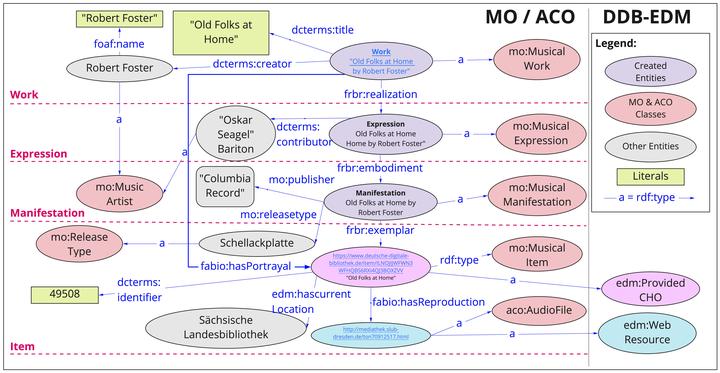 MO / ACO
DDB-EDM
"Robert Foster"
"Old Folks at
Home"
dcterms:title
foaf:name
Robert Foster
dcterms:creator
Work
"Old Folks at Home"
by Robert Foster"
a
mo:Musical
Work
Legend:
Created
Entities
MO & ACO
Classes
Other Entities
Literals
a = rdf:type
Work
frbr:realization
a
"Oskar
Seagel"
Bariton
dcterms:
contributor
Expression
Old Folks at Home
Home by Robert Foster"
a
mo:Musical
Expression
Expression
a
frbr:embodiment
mo:Music
Artist
"Columbia
Record"
mo:publisher
Manifestation
Old Folks at Home by
Robert Foster
a
mo:Musical
Manifestation
mo:releasetype
Manifestation
frbr:exemplar
mo:Release
Type
a
Schellackplatte
https://www.deutsche-digitale-
"Old Folks at Home"
rdf:type
mo:Musical
Item
fabio:hasPortrayal
a
edm:Provided
CHO
49508
dcterms:
identifier
edm:hascurrent
Location
fabio:hasReproduction
Sächsische
Landesbibliothek
http://mediathek.slub-
dresden.de/ton70912517.html
a
aco:AudioFile
a
edm:Web
Resource
Item